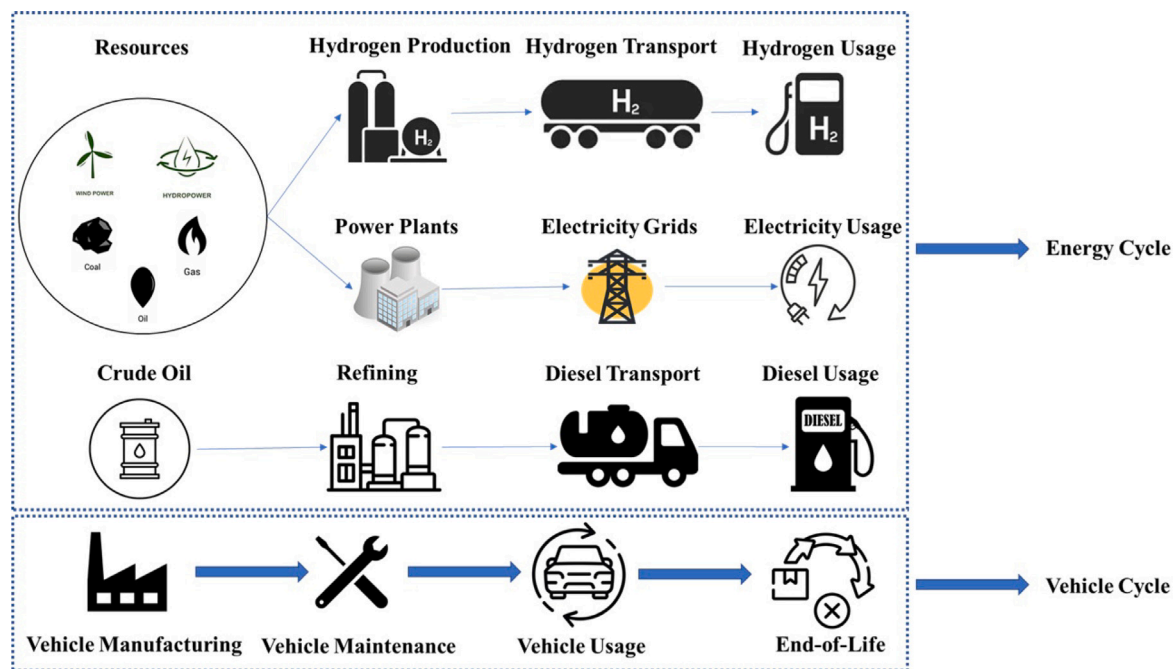 Resources
Hydrogen Production
Hydrogen Transport
Hydrogen Usage
H2
H2
H2
WIND POWER
HYDROPOWER
Coal
Gas
Oil
Power Plants
Electricity Grids
Electricity Usage
Energy Cycle
Crude Oil
Refining
Diesel Transport
Diesel Usage
DIESEL
Vehicle Manufacturing
Vehicle Maintenance
Vehicle Usage
End-of-Life
Vehicle Cycle